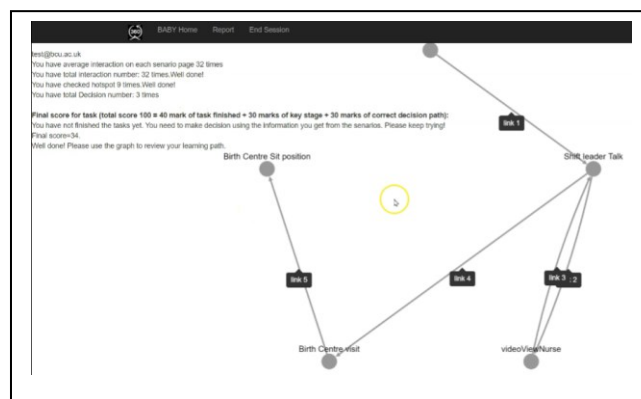 360
BABY Home Report End Session
test@bcu.ac.uk
You have average interaction on each senario page 32 times
You have total interaction number: 32 times.Well done!
You have checked hotspot 9 times.Well done!
You have total Decision number: 3 times
Final score for task (total score 100 = 40 mark of task finished + 30 marks of key stage + 30 marks of correct decision path):
You have not finished the tasks yet. You need to make decision using the information you get from the senarios. Please keep trying!
Final score=34.
Well done! Please use the graph to review your learning path.
link 1
Birth Centre Sit position
Shift leader Talk
link 5
link 4
link 3
: 2
Birth Centre visit
videoViewNurse